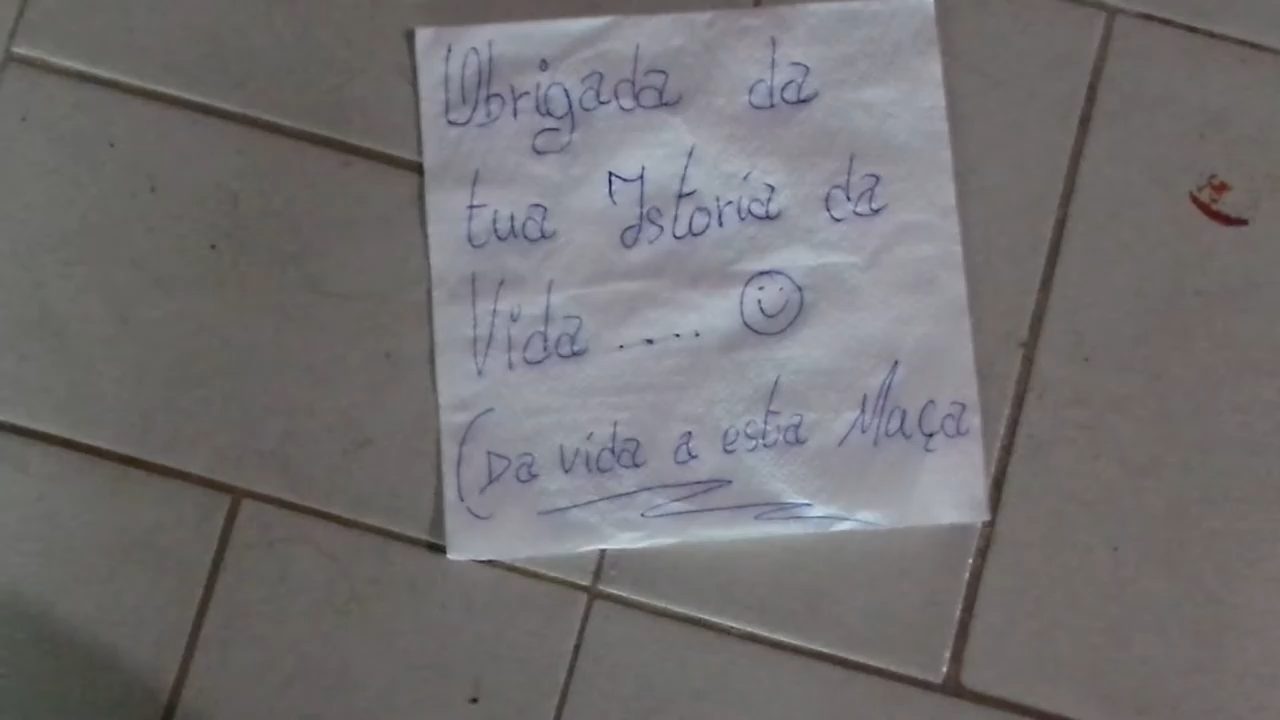 Obrigada da
tua Istoria da
Vida ..... ☺
(Da vida a esta Maça